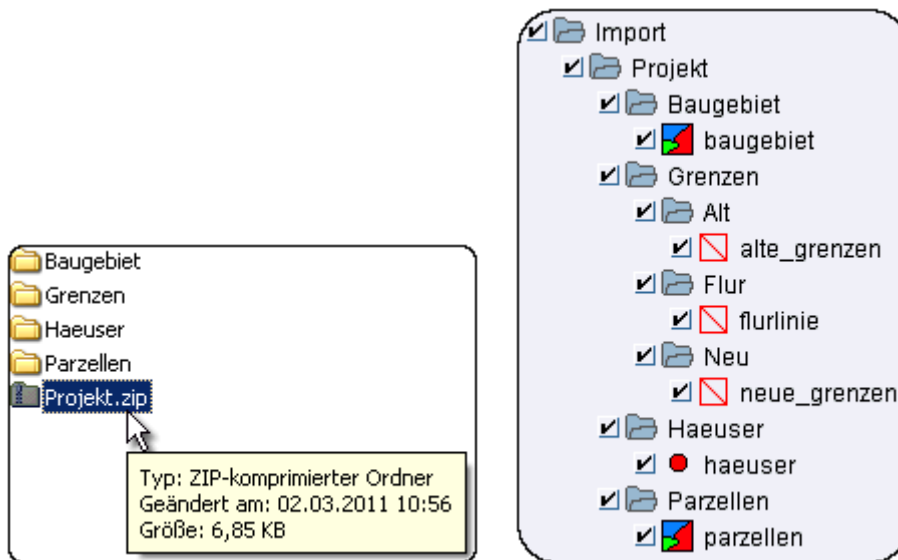 Baugebiet
Grenzen
Haeuser
Parzellen
Projekt.zip
Typ: ZIP-komprimierter Ordner
Geändert am: 02.03.2011 10:56
Größe: 6,85 KB
Import
Projekt
Baugebiet
baugebiet
Grenzen
Alt
alte_grenzen
Flur
flurlinie
Neu
neue_grenzen
Haeuser
haeuser
Parzellen
parzellen